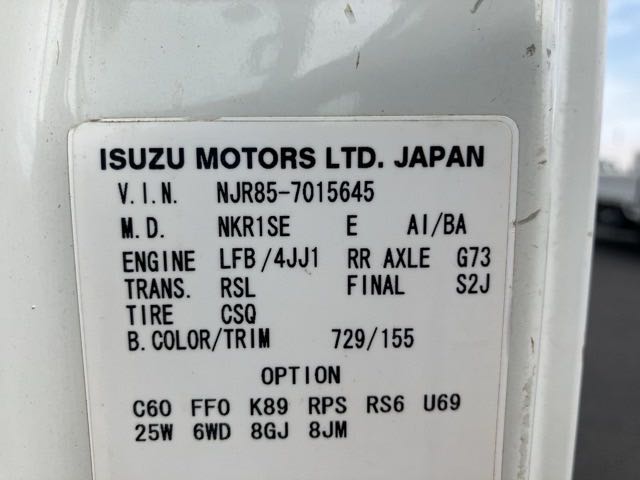 ISUZU MOTORS LTD. JAPAN
V.I.N. NJR85-7015645
M.D. NKR1SE E AI/BA
ENGINE LFB/4JJ1 RR AXLE G73
TRANS. RSL FINAL S2J
TIRE CSQ
B.COLOR/TRIM 729/155
OPTION
C60 FFO K89 RPS RS6 U69
25W 6WD 8GJ 8JM